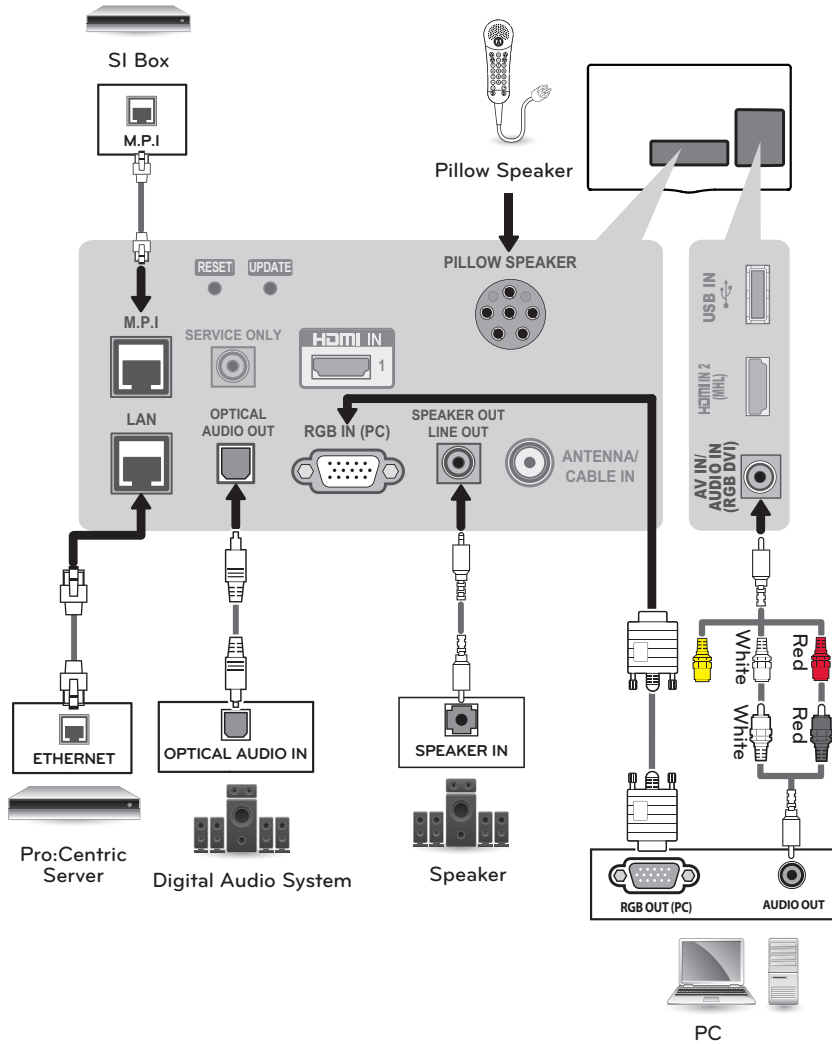 SI Box
M.P.I
Pillow Speaker
RESET
UPDATE
PILLOW SPEAKER
M.P.I
SERVICE ONLY
HDMI IN
1
LAN
OPTICAL
AUDIO OUT
RGB IN (PC)
SPEAKER OUT
LINE OUT
ANTENNA/
CABLE IN
USB IN
HDMI IN 2
(MHL)
AV IN/
AUDIO IN
(RGB DVI)
White
Red
White
Red
ETHERNET
OPTICAL AUDIO IN
SPEAKER IN
Pro:Centric
Server
Digital Audio System
Speaker
RGB OUT (PC)
AUDIO OUT
PC